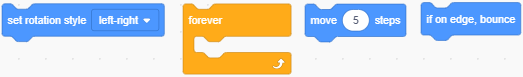 set rotation style left-right
forever
move 5 steps
if on edge, bounce